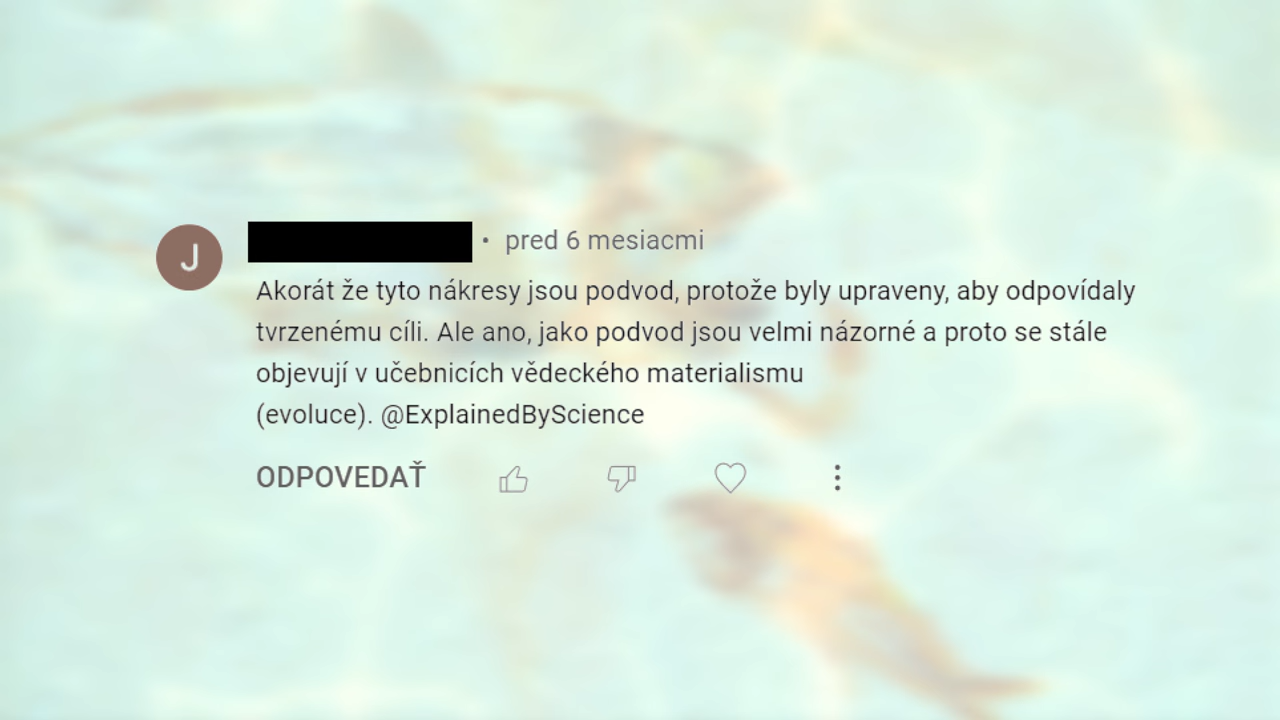 J
• pred 6 mesiacmi
Akorát že tyto nákresy jsou podvod, protože byly upraveny, aby odpovídaly
tvrzenému cíli. Ale ano, jako podvod jsou velmi názorné a proto se stále
objevují v učebnicích vědeckého materialismu
(evoluce). @ExplainedByScience
ODPOVEDAŤ